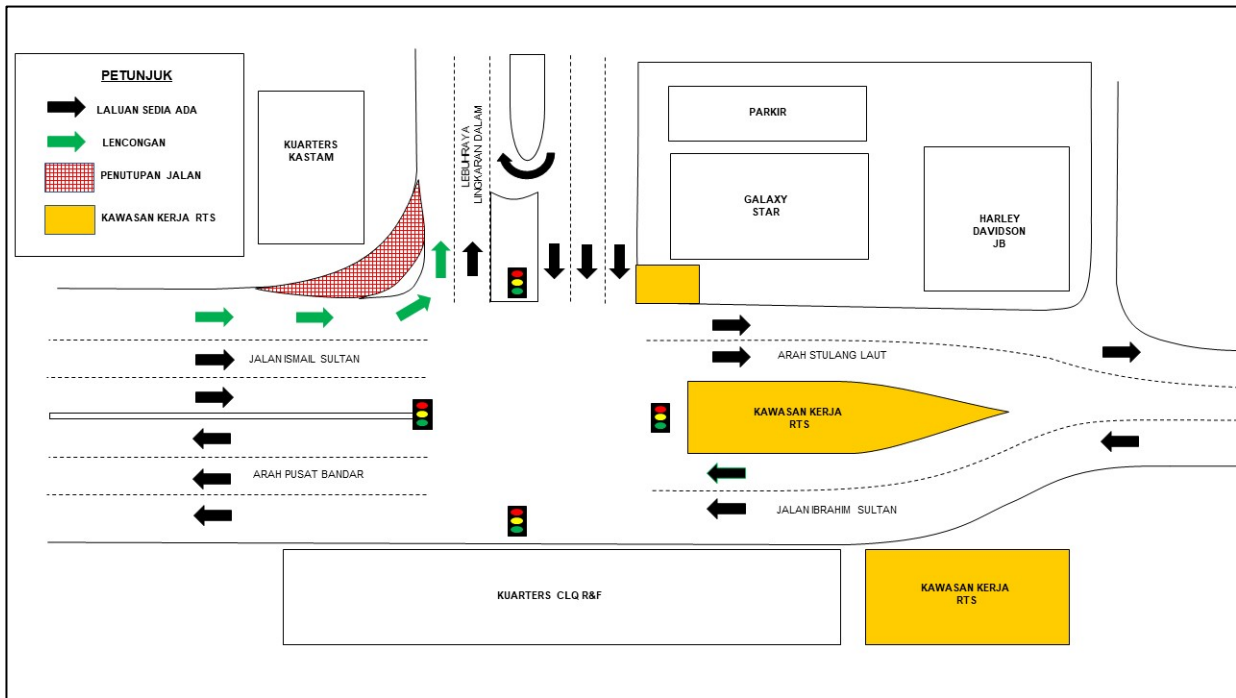 PETUNJUK
LALUAN SEDIA ADA
LENCONGAN
PENUTUPAN JALAN
KAWASAN KERJA RTS
KUARTERS
KASTAM
LEBUHRAYA
LINGKARAN DALAM
PARKIR
GALAXY
STAR
HARLEY
DAVIDSON
JB
JALAN ISMAIL SULTAN
ARAH STULANG LAUT
KAWASAN KERJA
RTS
ARAH PUSAT BANDAR
JALAN IBRAHIM SULTAN
KUARTERS CLQ R&F
KAWASAN KERJA
RTS